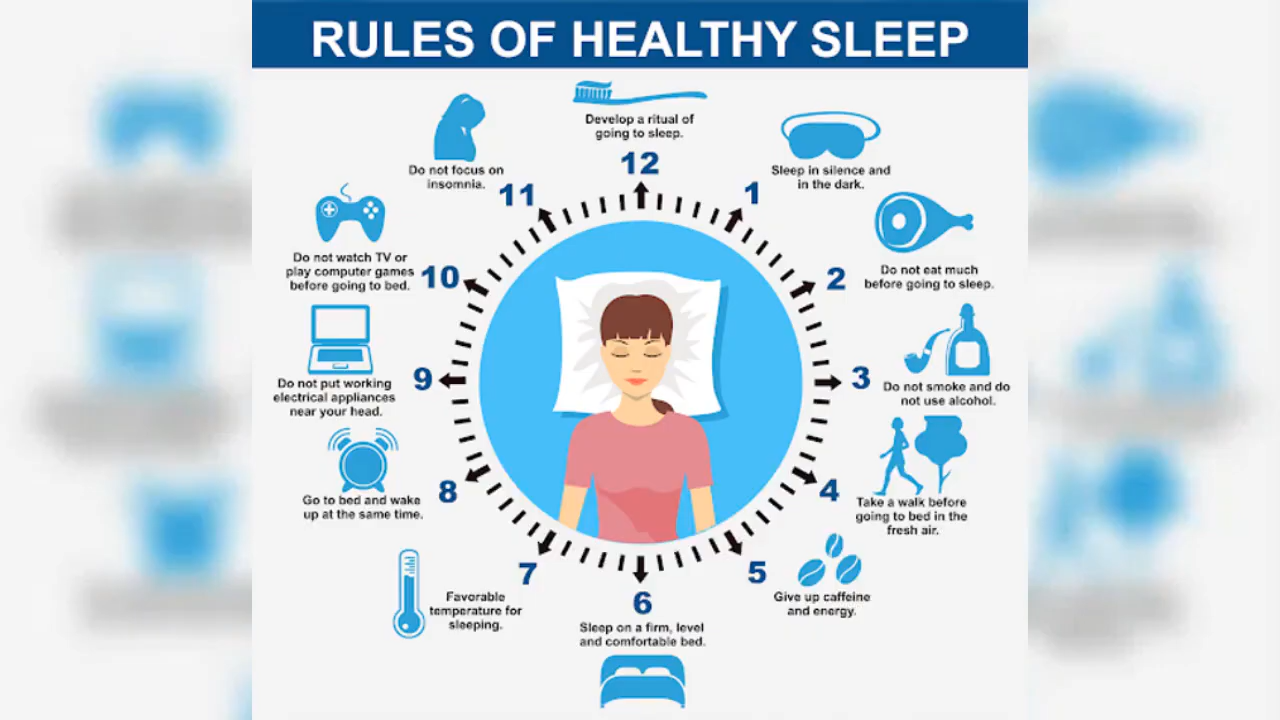 RULES OF HEALTHY SLEEP
Develop a ritual of
going to sleep.
12
Sleep in silence and
in the dark.
1
Do not eat much
before going to sleep.
2
Do not smoke and do
not use alcohol.
3
Take a walk before
going to bed in the
fresh air.
4
Give up caffeine
and energy.
5
6
Sleep on a firm, level
and comfortable bed.
7
Favorable
temperature for
sleeping.
8
Go to bed and wake
up at the same time.
9
Do not put working
electrical appliances
near your head.
10
Do not watch TV or
play computer games
before going to bed.
11
Do not focus on
insomnia.